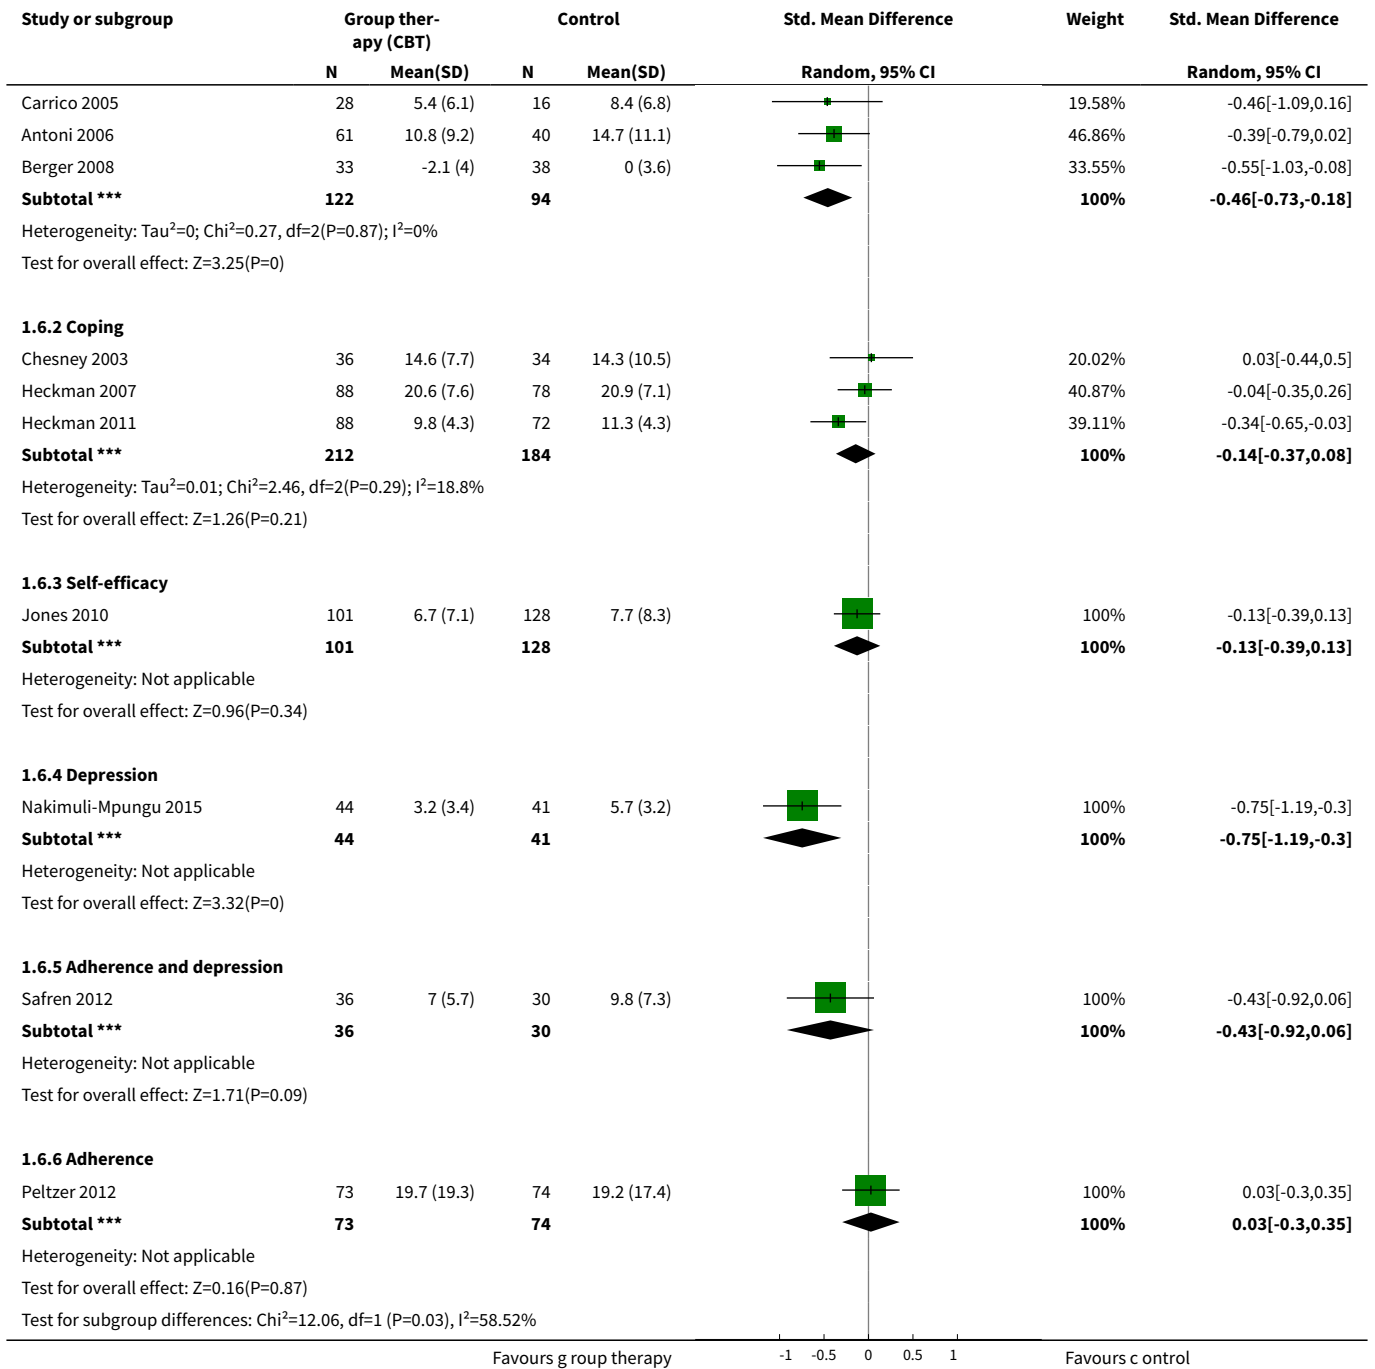 Study or subgroup Group ther- Control Std. Mean Difference Weight Std. Mean Difference
apy (CBT)
N Mean(SD) N Mean(SD) Random, 95% CI Random, 95% CI
Carrico 2005 28 5.4 (6.1) 16 8.4 (6.8) 19.58% -0.46[-1.09,0.16]
Antoni 2006 61 10.8 (9.2) 40 14.7 (11.1) 46.86% -0.39[-0.79,0.02]
Berger 2008 33 -2.1 (4) 38 0 (3.6) 33.55% -0.55[-1.03,-0.08]
Subtotal *** 122 94 100% -0.46[-0.73,-0.18]
Heterogeneity: Tau²=0; Chi²=0.27, df=2(P=0.87); I²=0%
Test for overall effect: Z=3.25(P=0)
1.6.2 Coping
Chesney 2003 36 14.6 (7.7) 34 14.3 (10.5) 20.02% 0.03[-0.44,0.5]
Heckman 2007 88 20.6 (7.6) 78 20.9 (7.1) 40.87% -0.04[-0.35,0.26]
Heckman 2011 88 9.8 (4.3) 72 11.3 (4.3) 39.11% -0.34[-0.65,-0.03]
Subtotal *** 212 184 100% -0.14[-0.37,0.08]
Heterogeneity: Tau²=0.01; Chi²=2.46, df=2(P=0.29); I²=18.8%
Test for overall effect: Z=1.26(P=0.21)
1.6.3 Self-efficacy
Jones 2010 101 6.7 (7.1) 128 7.7 (8.3) 100% -0.13[-0.39,0.13]
Subtotal *** 101 128 100% -0.13[-0.39,0.13]
Heterogeneity: Not applicable
Test for overall effect: Z=0.96(P=0.34)
1.6.4 Depression
Nakimuli-Mpungu 2015 44 3.2 (3.4) 41 5.7 (3.2) 100% -0.75[-1.19,-0.3]
Subtotal *** 44 41 100% -0.75[-1.19,-0.3]
Heterogeneity: Not applicable
Test for overall effect: Z=3.32(P=0)
1.6.5 Adherence and depression
Safren 2012 36 7 (5.7) 30 9.8 (7.3) 100% -0.43[-0.92,0.06]
Subtotal *** 36 30 100% -0.43[-0.92,0.06]
Heterogeneity: Not applicable
Test for overall effect: Z=1.71(P=0.09)
1.6.6 Adherence
Peltzer 2012 73 19.7 (19.3) 74 19.2 (17.4) 100% 0.03[-0.3,0.35]
Subtotal *** 73 74 100% 0.03[-0.3,0.35]
Heterogeneity: Not applicable
Test for overall effect: Z=0.16(P=0.87)
Test for subgroup differences: Chi²=12.06, df=1 (P=0.03), I²=58.52%
Favours g roup therapy -1 -0.5 0 0.5 1 Favours c ontrol